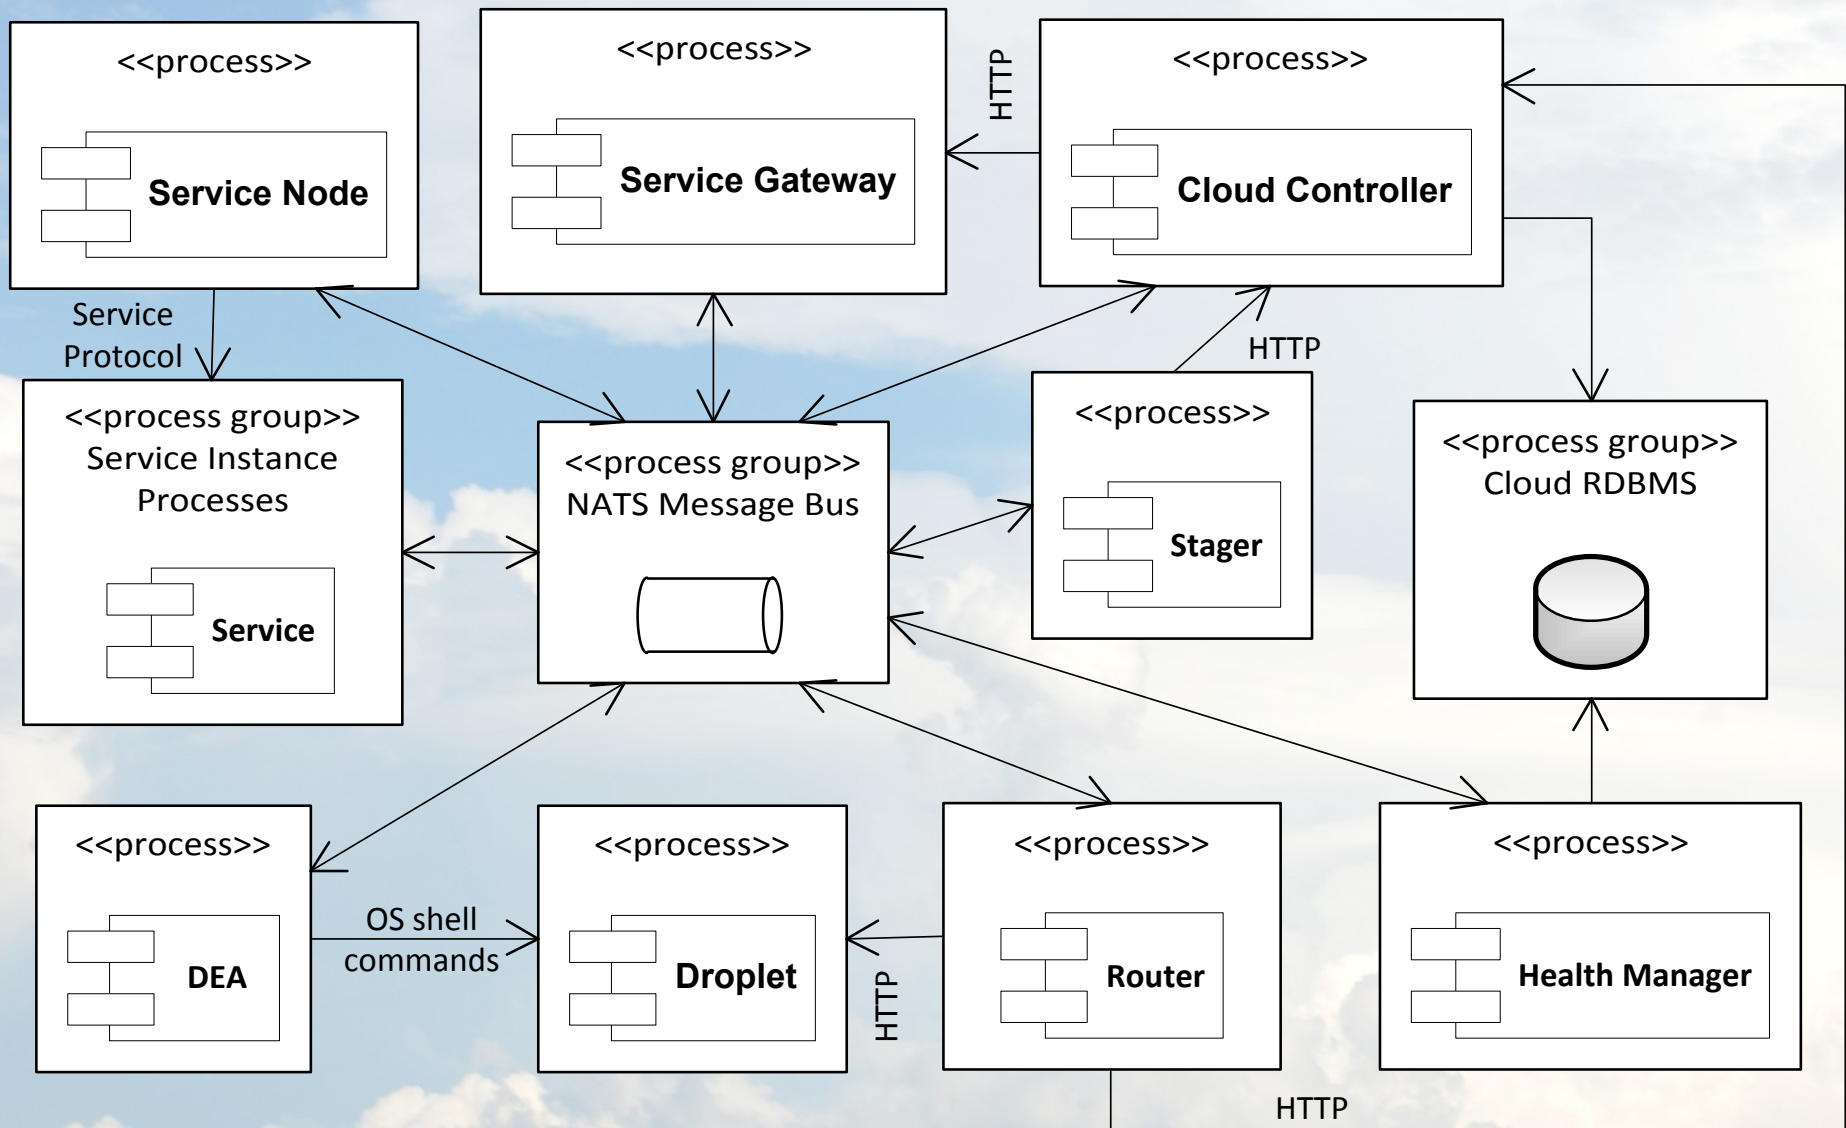 <<process>>
Service Node
<<process>>
Service Gateway
HTTP
<<process>>
Cloud Controller
Service
Protocol
HTTP
<<process group>>
Service Instance
Processes
Service
<<process group>>
NATS Message Bus
<<process>>
Stager
<<process group>>
Cloud RDBMS
<<process>>
DEA
OS shell
commands
<<process>>
Droplet
HTTP
<<process>>
Router
<<process>>
Health Manager
HTTP